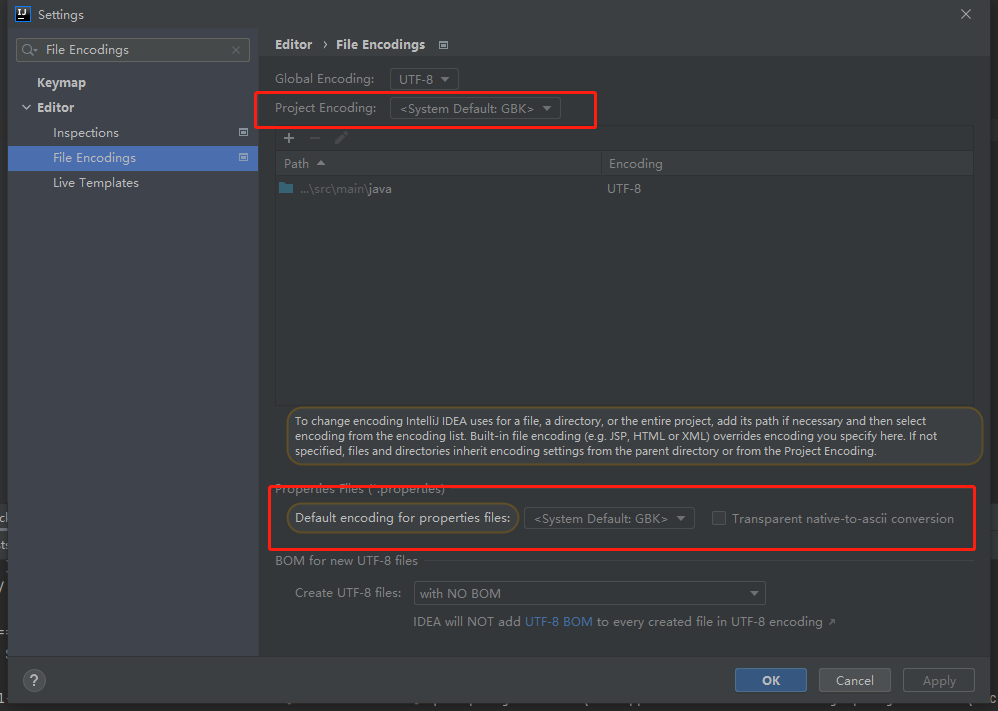 Settings
File Encodings
Keymap
Editor
Inspections
File Encodings
Live Templates
Editor › File Encodings
Global Encoding: UTF-8
Project Encoding: <System Default: GBK>
Path Encoding
...\src\main\java UTF-8
To change encoding IntelliJ IDEA uses for a file, a directory, or the entire project, add its path if necessary and then select
encoding from the encoding list. Built-in file encoding (e.g. JSP, HTML or XML) overrides encoding you specify here. If not
specified, files and directories inherit encoding settings from the parent directory or from the Project Encoding.
Properties Files (*.properties)
Default encoding for properties files: <System Default: GBK> Transparent native-to-ascii conversion
BOM for new UTF-8 files
Create UTF-8 files: with NO BOM
IDEA will NOT add UTF-8 BOM to every created file in UTF-8 encoding ↗
? OK Cancel Apply